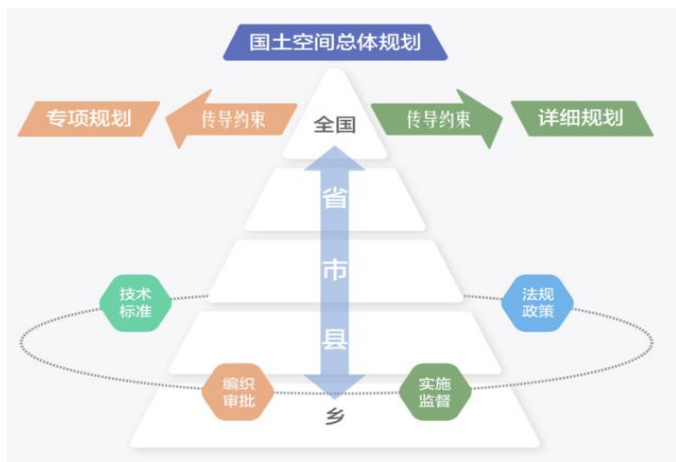 国土空间总体规划
专项规划
传导约束
全国
传导约束
详细规划
省
市
技术
标准
法规
政策
县
编织
审批
实施
监督
乡